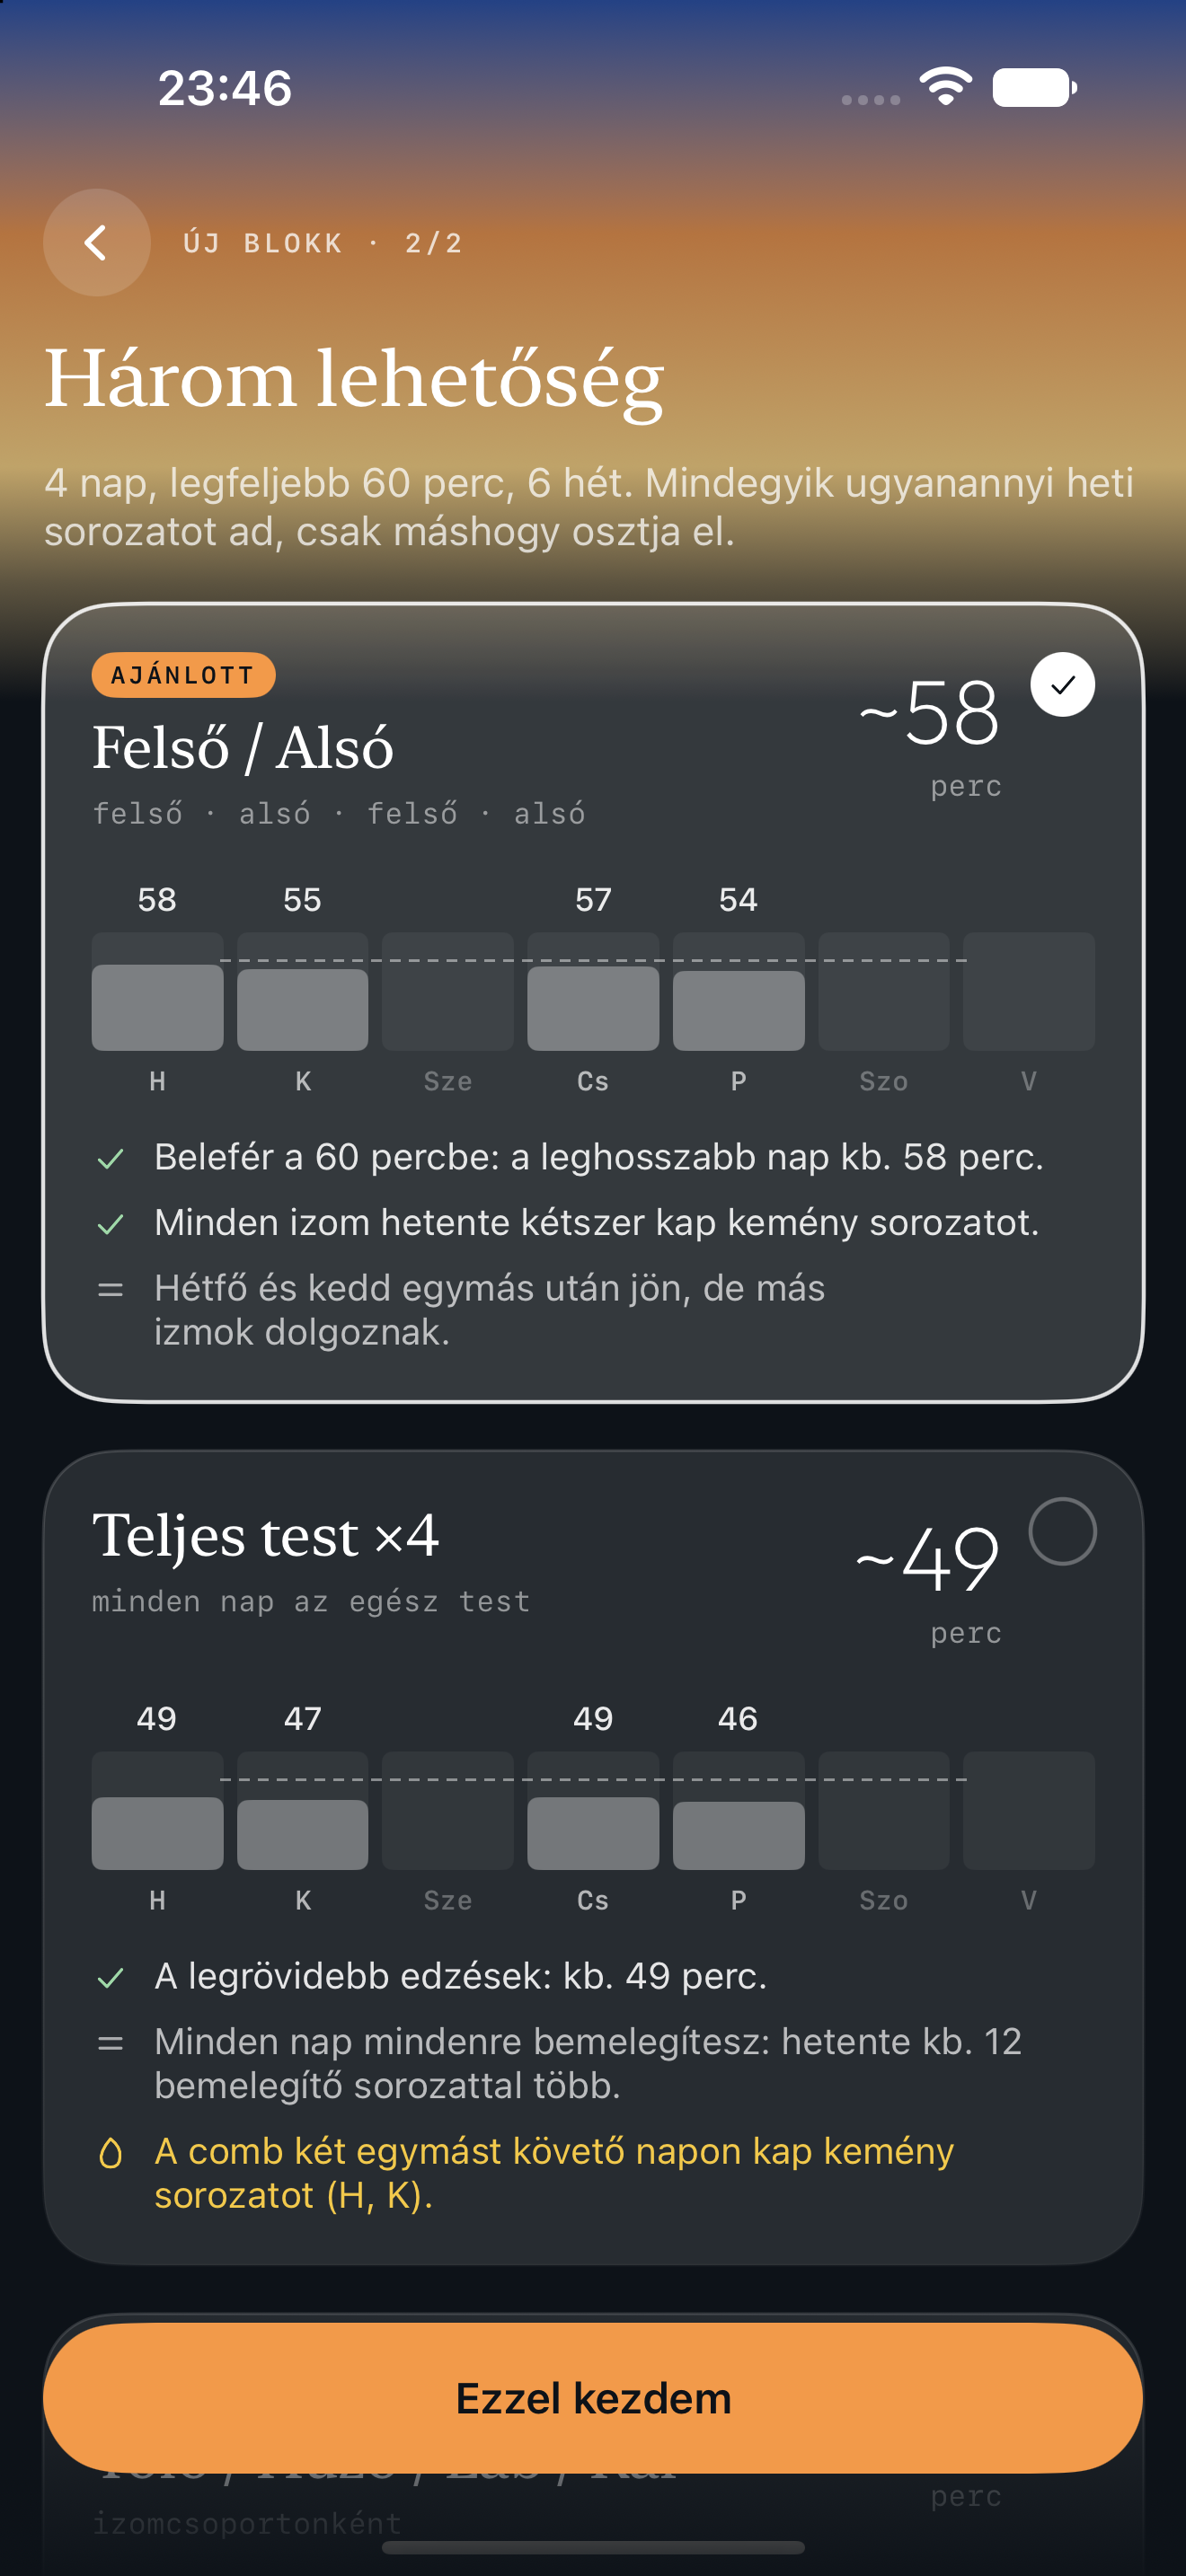 23:46
ÚJ BLOKK · 2/2
Három lehetőség
4 nap, legfeljebb 60 perc, 6 hét. Mindegyik ugyanannyi heti
sorozatot ad, csak máshogy osztja el.
AJÁNLOTT
~58
Felső / Alsó
perc
felső · alsó · felső · alsó
58 55 57 54
H K Sze Cs P Szo V
Belefér a 60 percbe: a leghosszabb nap kb. 58 perc.
Minden izom hetente kétszer kap kemény sorozatot.
Hétfő és kedd egymás után jön, de más
izmok dolgoznak.
Teljes test ×4
~49
minden nap az egész test
perc
49 47 49 46
H K Sze Cs P Szo V
A legrövidebb edzések: kb. 49 perc.
Minden nap mindenre bemelegítesz: hetente kb. 12
bemelegítő sorozattal több.
A comb két egymást követő napon kap kemény
sorozatot (H, K).
Ezzel kezdem
perc
izomcsoportonként